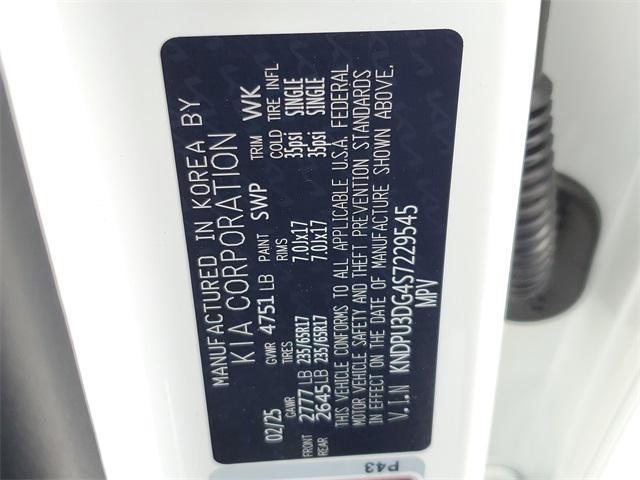 MANUFACTURED IN KOREA BY
KIA CORPORATION
02/25 GVWR 4751 LB PAINT SWP TRIM WK
GAWR TIRES RIMS COLD TIRE INFL
FRONT 2777 LB 235/65R17 7.0Jx17 35psi SINGLE
REAR 2645 LB 235/65R17 7.0Jx17 35psi SINGLE
THIS VEHICLE CONFORMS TO ALL APPLICABLE U.S.A. FEDERAL
MOTOR VEHICLE SAFETY AND THEFT PREVENTION STANDARDS
IN EFFECT ON THE DATE OF MANUFACTURE SHOWN ABOVE.
V.I.N KNDPU3DG4S7229545
MPV
P43